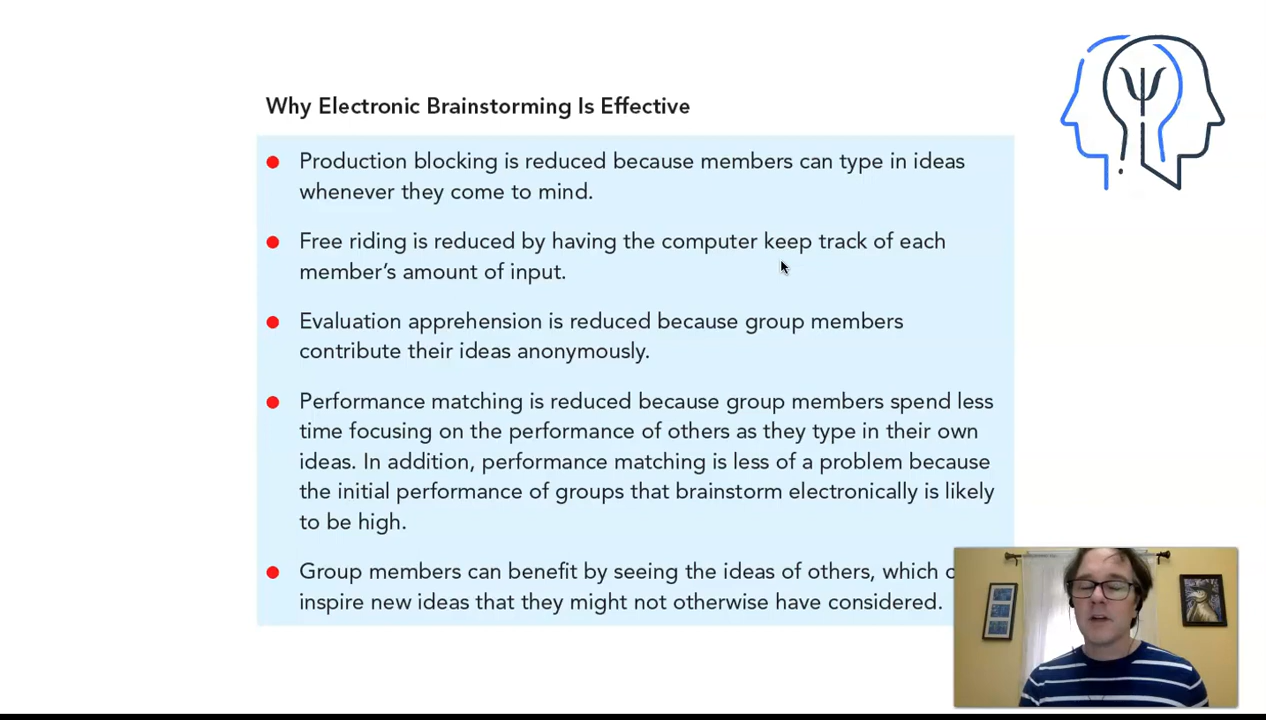 Why Electronic Brainstorming Is Effective
Production blocking is reduced because members can type in ideas
whenever they come to mind.
Free riding is reduced by having the computer keep track of each
member's amount of input.
Evaluation apprehension is reduced because group members
contribute their ideas anonymously.
Performance matching is reduced because group members spend less
time focusing on the performance of others as they type in their own
ideas. In addition, performance matching is less of a problem because
the initial performance of groups that brainstorm electronically is likely
to be high.
Group members can benefit by seeing the ideas of others, which
inspire new ideas that they might not otherwise have considered.